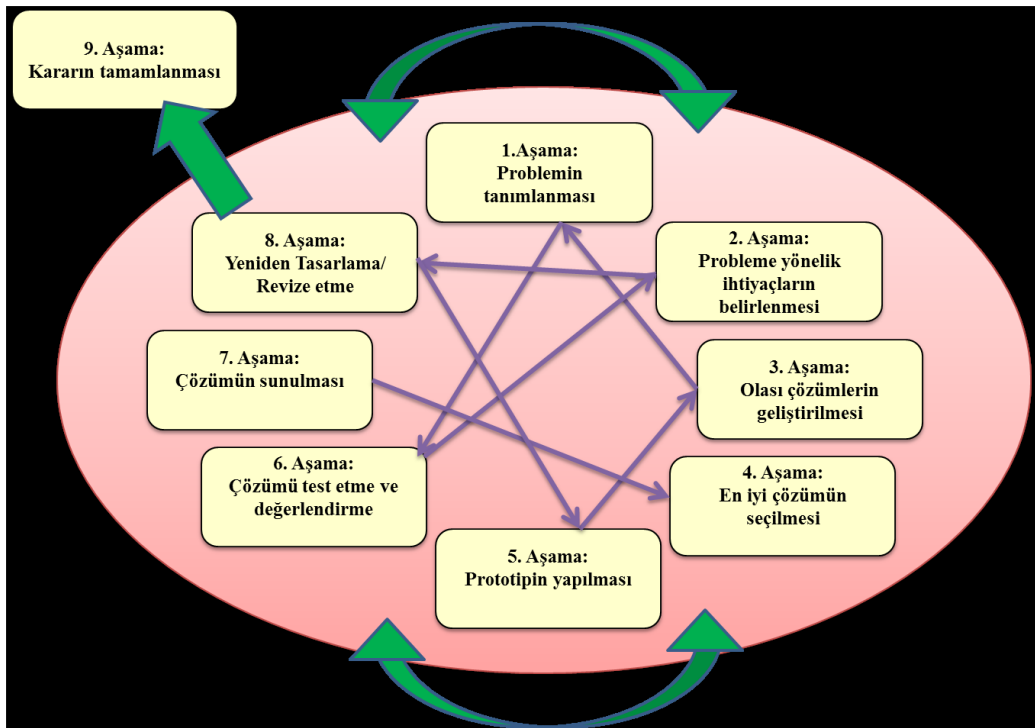 9. Aşama:
Kararın tamamlanması
1.Aşama:
Problemin
tanımlanması
2. Aşama:
Probleme yönelik
ihtiyaçların
belirlenmesi
3. Aşama:
Olası çözümlerin
geliştirilmesi
4. Aşama:
En iyi çözümün
seçilmesi
5. Aşama:
Prototipin yapılması
6. Aşama:
Çözümü test etme ve
değerlendirme
7. Aşama:
Çözümün sunulması
8. Aşama:
Yeniden Tasarlama/
Revize etme